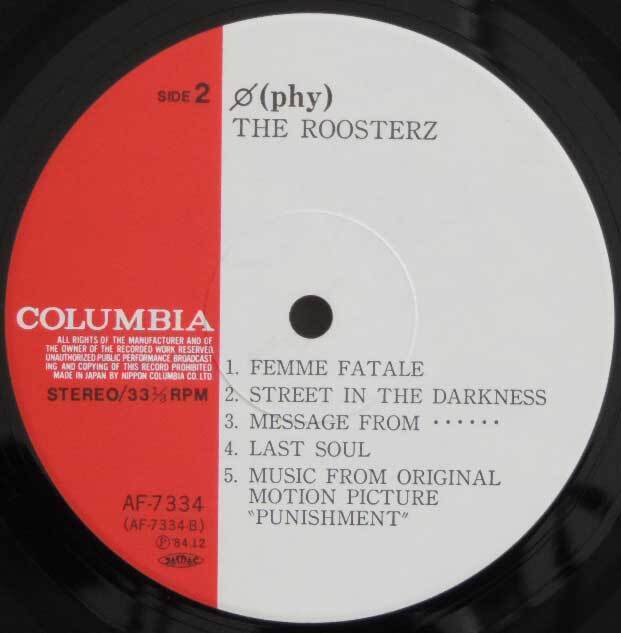 SIDE 2
∅(phy)
THE ROOSTERZ
COLUMBIA
ALL RIGHTS OF THE MANUFACTURER AND OF
THE OWNER OF THE RECORDED WORK RESERVED.
UNAUTHORIZED PUBLIC PERFORMANCE BROADCAST
ING AND COPYING OF THIS RECORD PROHIBITED
MADE IN JAPAN BY NIPPON COLUMBIA CO. LTD.
STEREO/33⅓ RPM
1. FEMME FATALE
2. STREET IN THE DARKNESS
3. MESSAGE FROM ······
4. LAST SOUL
5. MUSIC FROM ORIGINAL
MOTION PICTURE
"PUNISHMENT"
AF-7334
(AF-7334-B)
Ⓟ '84.12
JASRAC